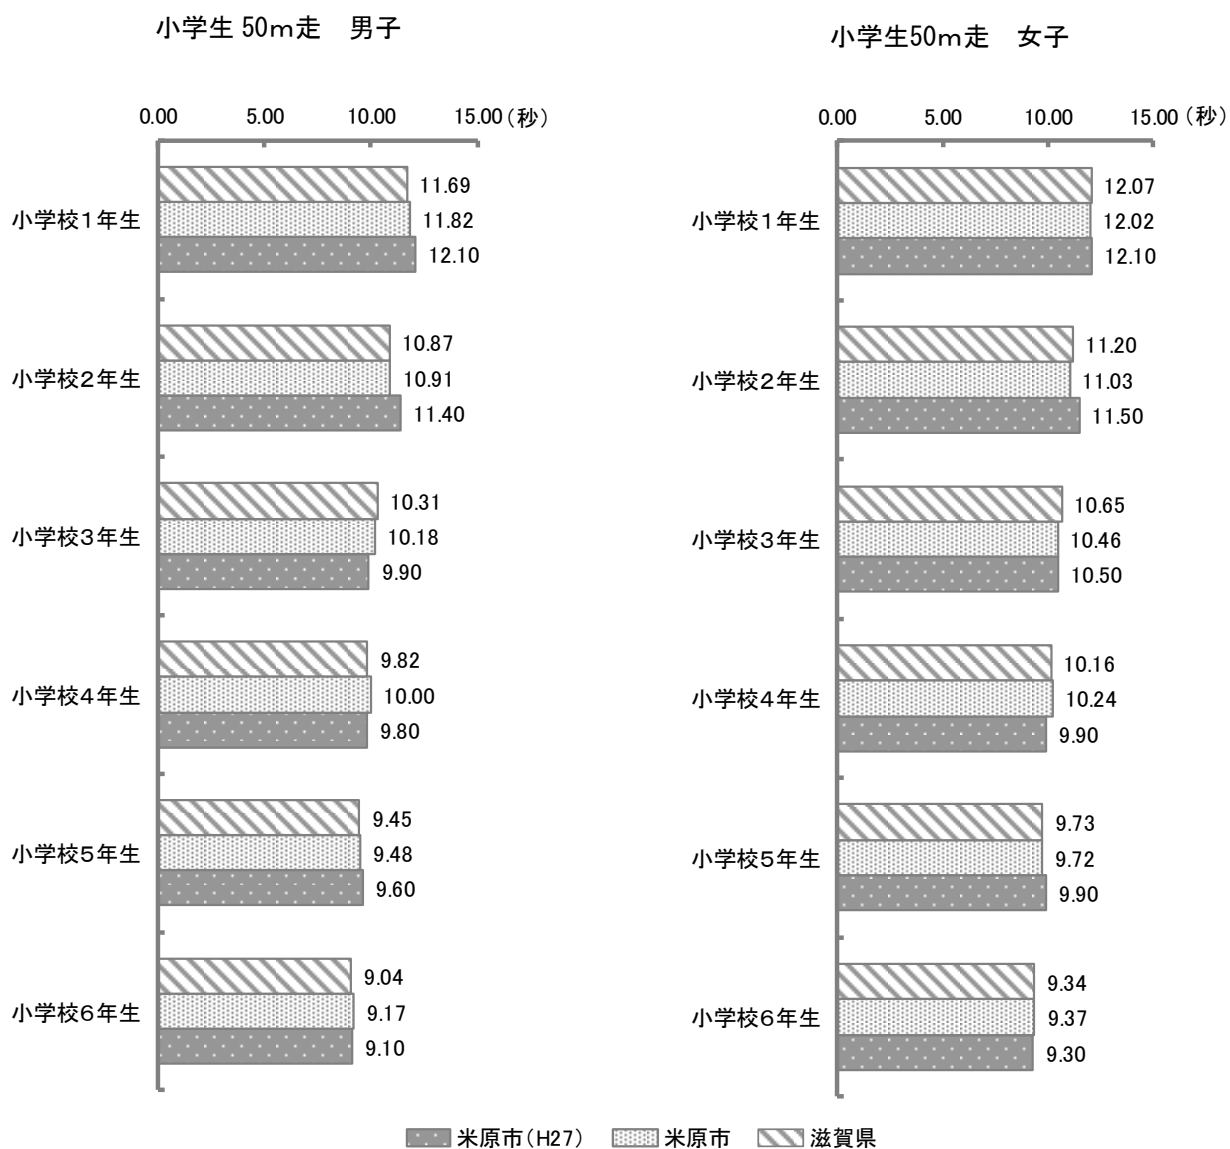 小学生 50ｍ走　男子
0.00 5.00 10.00 15.00（秒）
小学校１年生
11.69
11.82
12.10
小学校２年生
10.87
10.91
11.40
小学校３年生
10.31
10.18
9.90
小学校４年生
9.82
10.00
9.80
小学校５年生
9.45
9.48
9.60
小学校６年生
9.04
9.17
9.10
小学生50ｍ走　女子
0.00 5.00 10.00 15.00（秒）
小学校１年生
12.07
12.02
12.10
小学校２年生
11.20
11.03
11.50
小学校３年生
10.65
10.46
10.50
小学校４年生
10.16
10.24
9.90
小学校５年生
9.73
9.72
9.90
小学校６年生
9.34
9.37
9.30
米原市（H27） 米原市 滋賀県